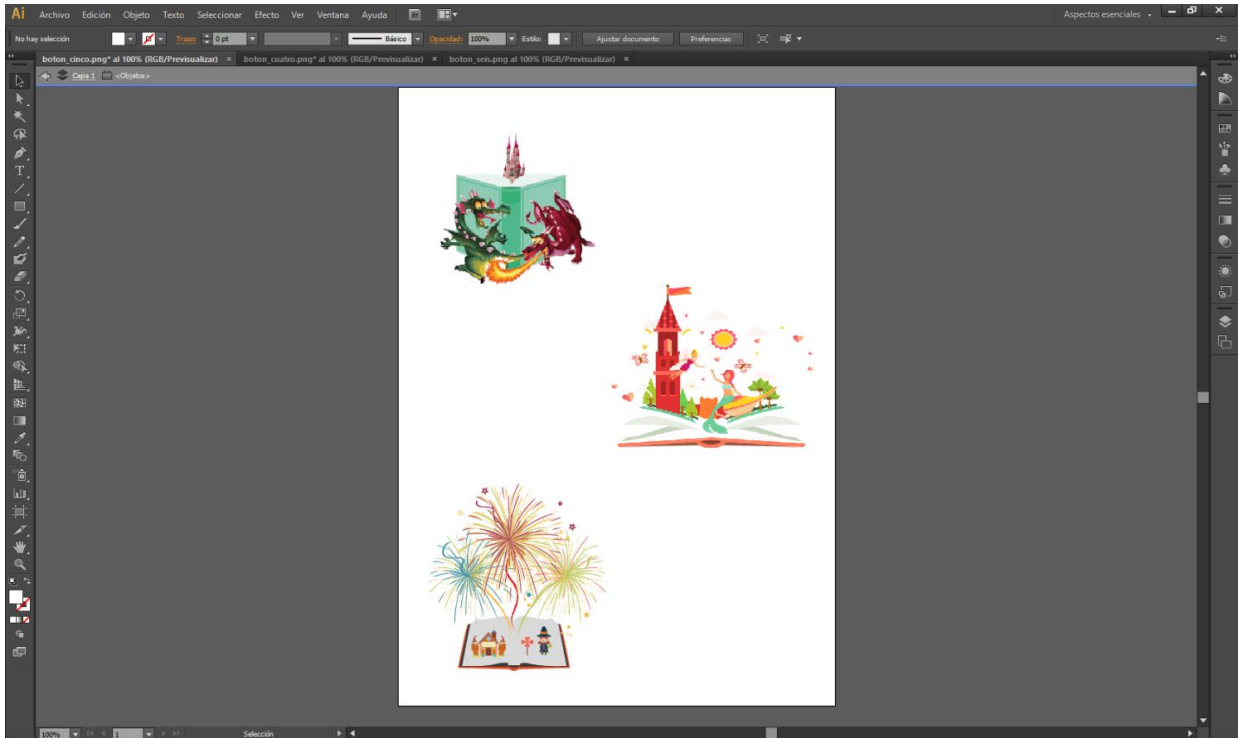 Ai Archivo Edición Objeto Texto Seleccionar Efecto Ver Ventana Ayuda Br Aspectos esenciales
No hay selección Trazo: 0 pt Básico Opacidad: 100% Estilo: Ajustar documento Preferencias
boton_cinco.png* al 100% (RGB/Previsualizar) × boton_cuatro.png* al 100% (RGB/Previsualizar) × boton_seis.png al 100% (RGB/Previsualizar) ×
Capa 1 <Objetos>
100% 1 Selección